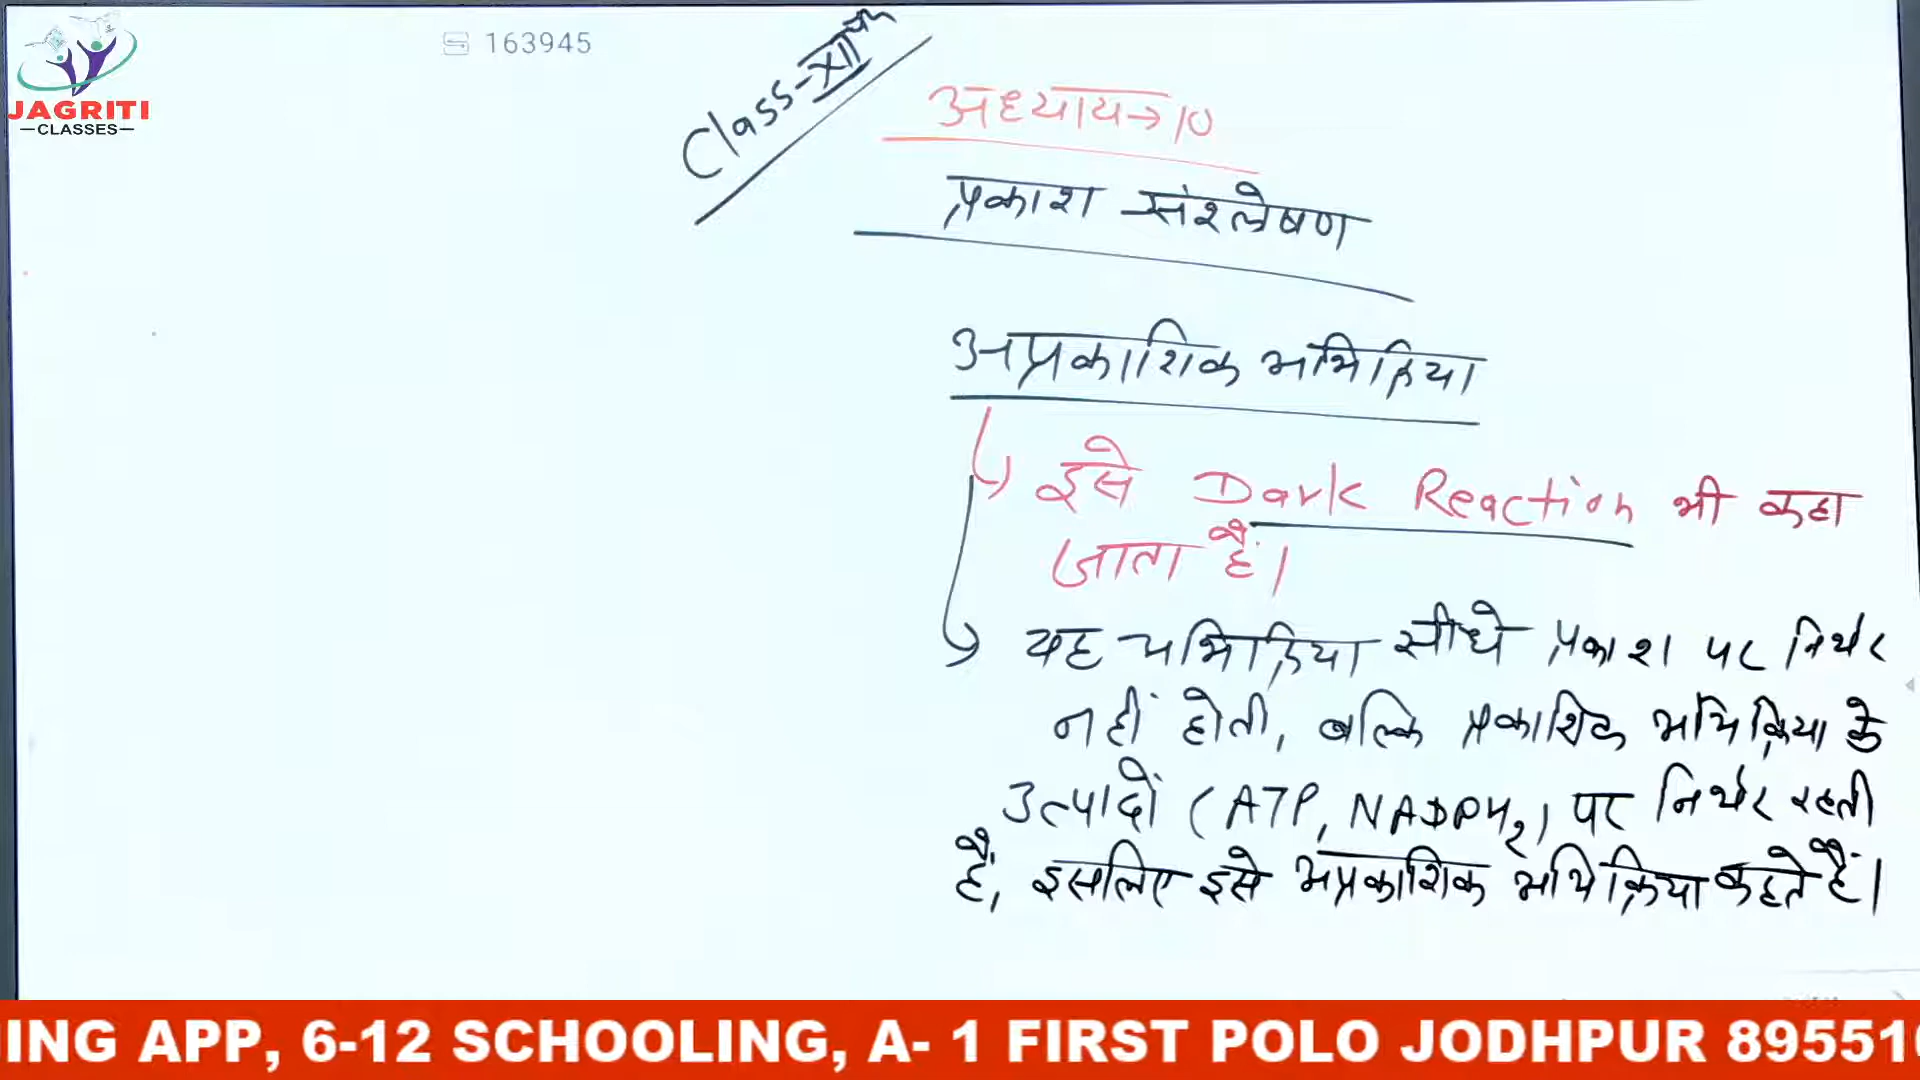 JAGRITI
CLASSES
163945
Class-XIIth
अध्याय→10
प्रकाश संश्लेषण
अप्रकाशिक अभिक्रिया
इसे Dark Reaction भी कहा
जाता है।
यह अभिक्रिया सीधे प्रकाश पर निर्भर
नहीं होती, बल्कि प्रकाशिक अभिक्रिया के
उत्पादों (ATP, NADPH₂) पर निर्भर रहती
है, इसलिए इसे अप्रकाशिक अभिक्रिया कहते हैं।
ING APP, 6-12 SCHOOLING, A- 1 FIRST POLO JODHPUR 89551